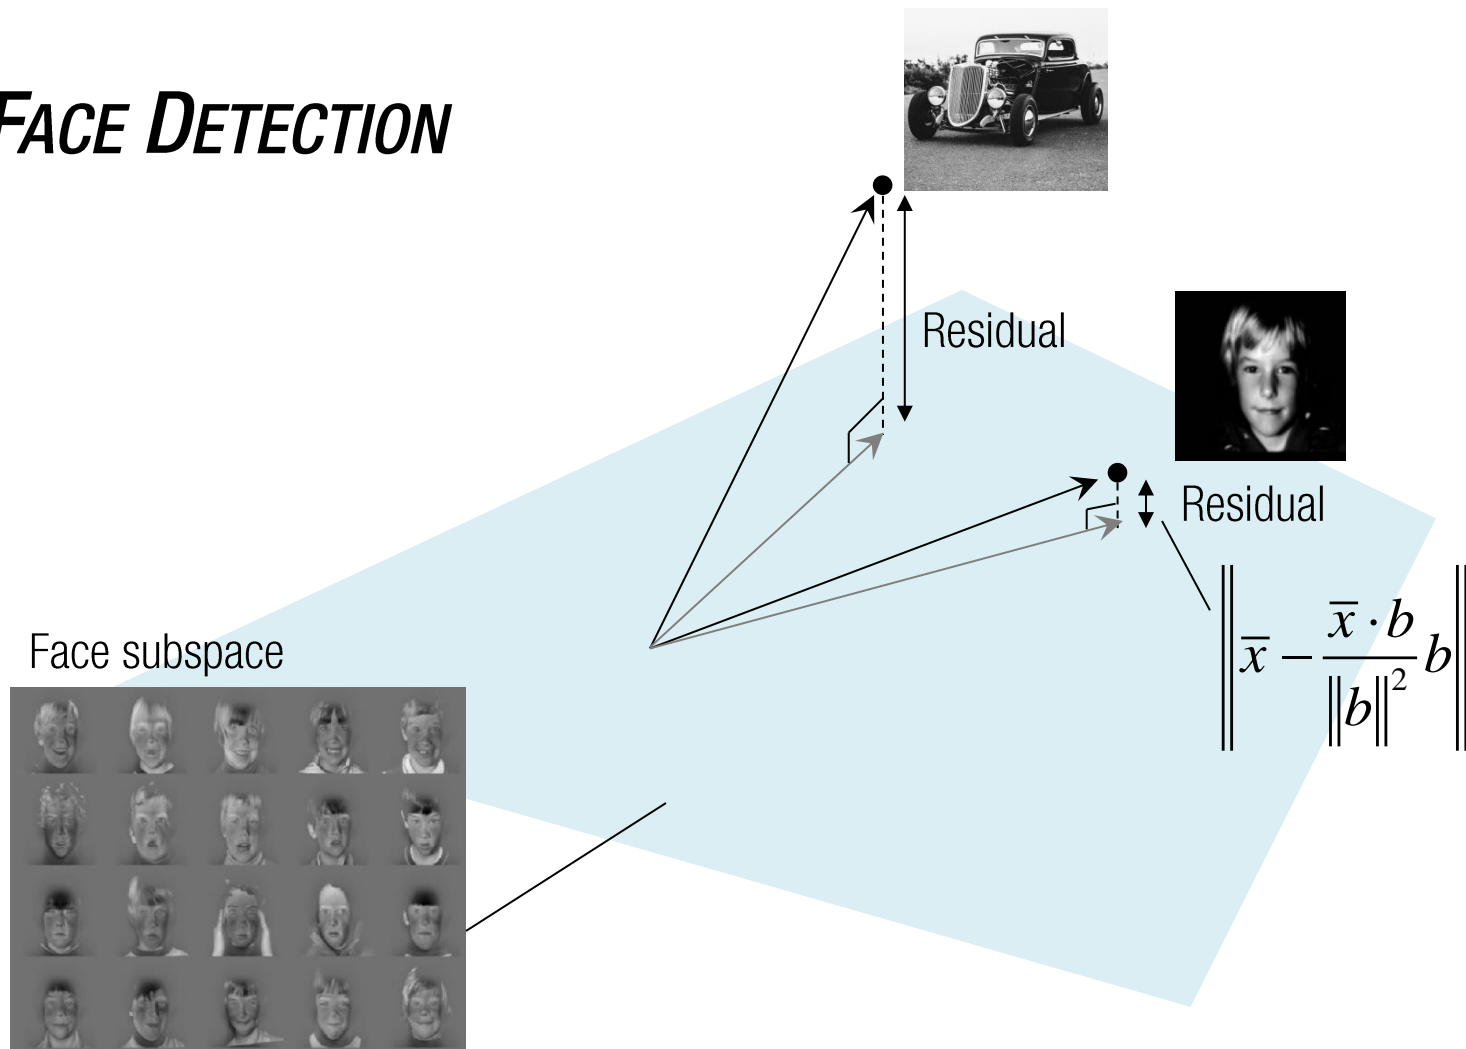 FACE DETECTION
Residual
Residual
Face subspace
‖x̅ − (x̅ · b / ‖b‖²) b‖